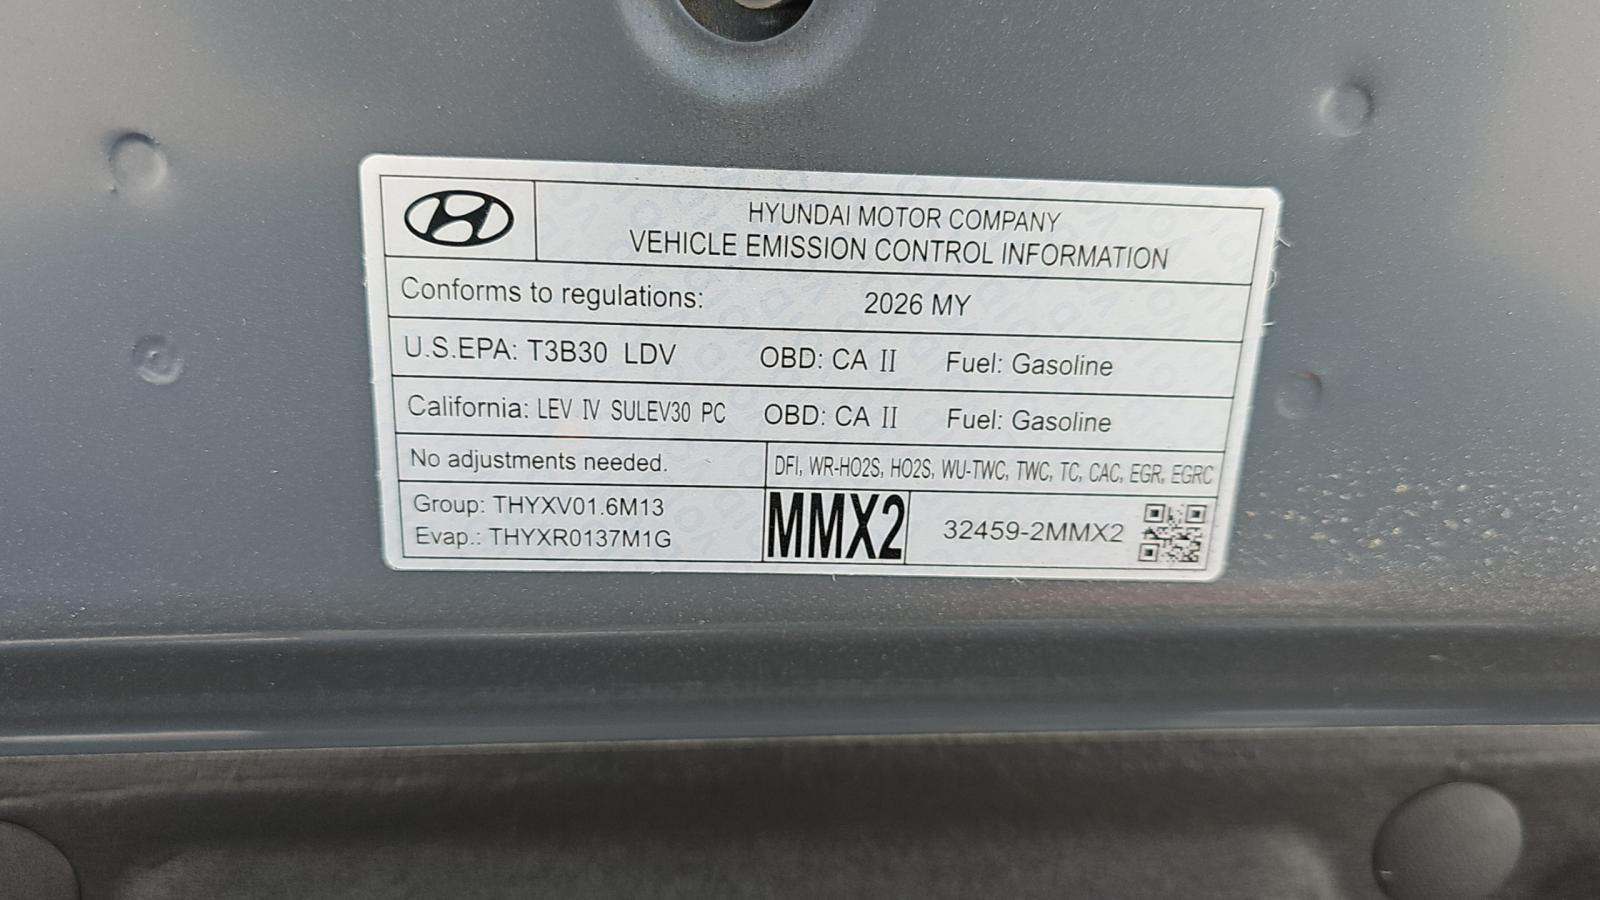 HYUNDAI MOTOR COMPANY
VEHICLE EMISSION CONTROL INFORMATION
Conforms to regulations: 2026 MY
U.S.EPA: T3B30 LDV OBD: CA II Fuel: Gasoline
California: LEV IV SULEV30 PC OBD: CA II Fuel: Gasoline
No adjustments needed.
DFI, WR-HO2S, HO2S, WU-TWC, TWC, TC, CAC, EGR, EGRC
Group: THYXV01.6M13
Evap.: THYXR0137M1G
MMX2
32459-2MMX2